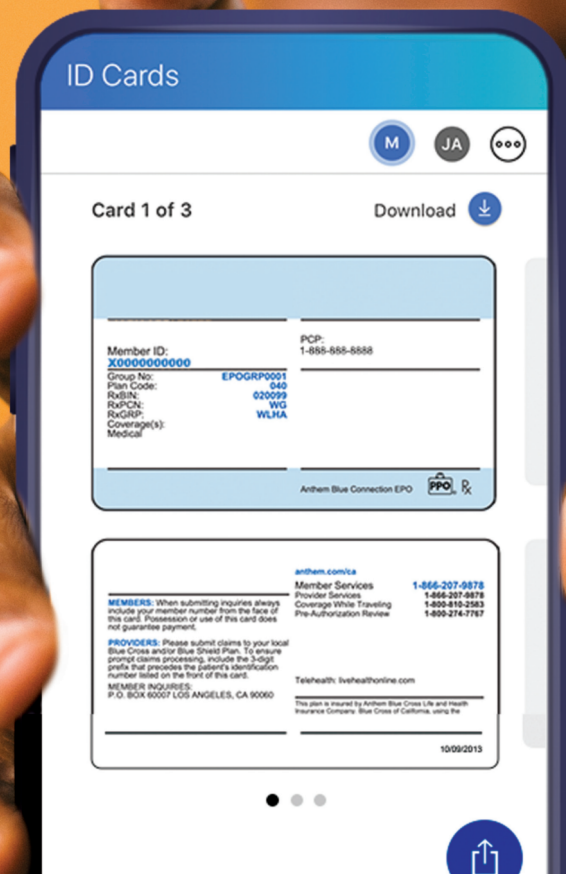 ID Cards
M JA
Card 1 of 3 Download
Member ID:
X0000000000
Group No: EPOGRP0001
Plan Code: 040
RxBIN: 020099
RxPCN: WG
RxGRP: WLHA
Coverage(s):
Medical
PCP:
1-888-888-8888
Anthem Blue Connection EPO PPO Rx
MEMBERS: When submitting inquiries always
include your member number from the face of
this card. Possession or use of this card does
not guarantee payment.
PROVIDERS: Please submit claims to your local
Blue Cross and/or Blue Shield Plan. To ensure
prompt claims processing, include the 3-digit
prefix that precedes the patient's identification
number listed on the front of this card.
MEMBER INQUIRIES:
P.O. BOX 60007 LOS ANGELES, CA 90060
anthem.com/ca
Member Services 1-866-207-9878
Provider Services 1-866-207-9878
Coverage While Traveling 1-800-810-2583
Pre-Authorization Review 1-800-274-7767
Telehealth: livehealthonline.com
This plan is insured by Anthem Blue Cross Life and Health
Insurance Company. Blue Cross of California, using the
10/09/2013